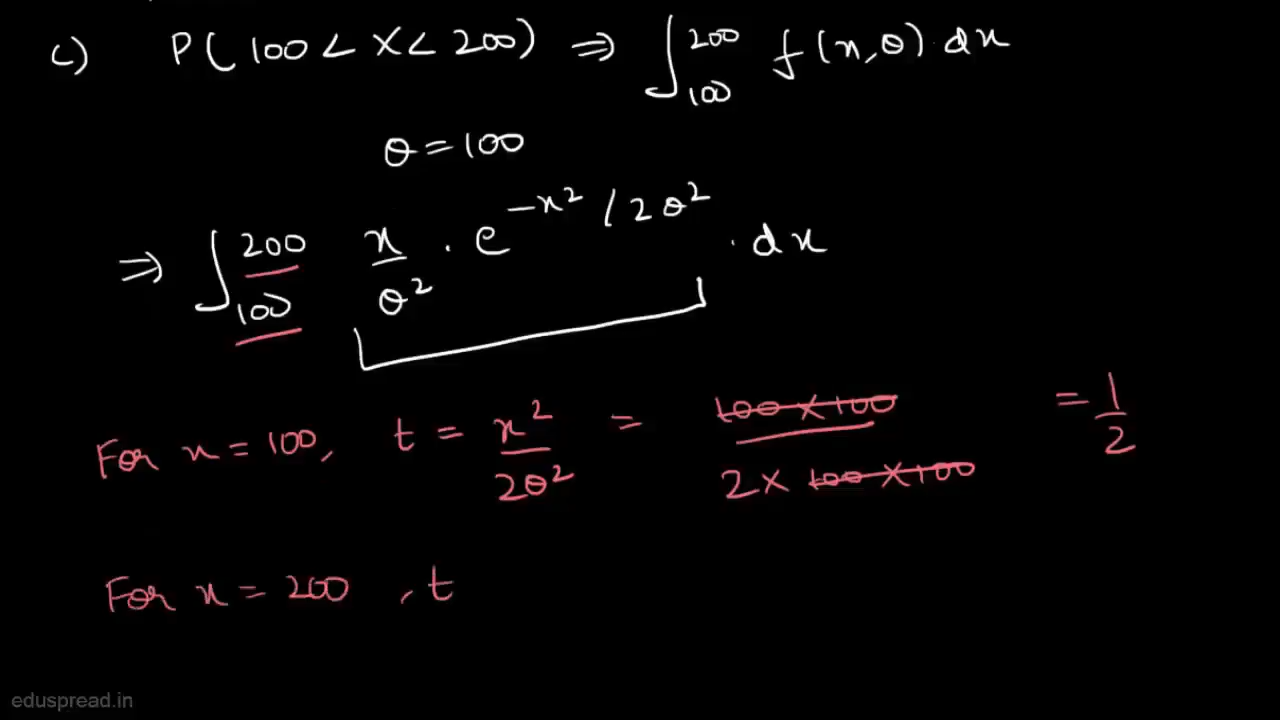 c) P(100 < X < 200) ⇒ ∫₁₀₀²⁰⁰ f(x, θ) · dx
θ = 100
⇒ ∫₁₀₀²⁰⁰ x/θ² · e^(-x²/2θ²) · dx
For x = 100, t = x²/2θ² = 100 × 100 / 2 × 100 × 100 = 1/2
For x = 200, t
eduspread.in